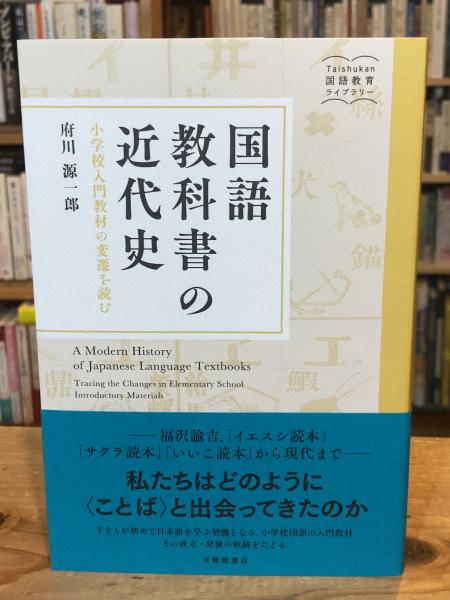 Taishukan
国語教育
ライブラリー
国語
教科書の
近代史
小学校入門教材の変遷を読む
府川 源一郎
A Modern History
of Japanese Language Textbooks
Tracing the Changes in Elementary School
Introductory Materials
──福沢諭吉、「イエスシ読本」
「サクラ読本」「いいこ読本」から現代まで──
私たちはどのように
〈ことば〉と出会ってきたのか
子どもが初めて日本語を学ぶ契機となる、小学校国語の入門教材。
その成立・発展の軌跡をたどる。
大修館書店
糸
犬
錨
井
鼎
蝦